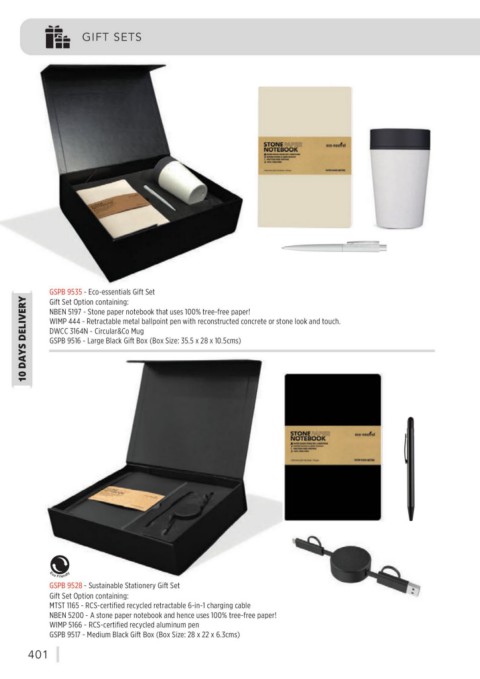 GIFT SETS
STONE PAPER
NOTEBOOK
GSPB 9535 - Eco-essentials Gift Set
Gift Set Option containing:
NBEN 5197 - Stone paper notebook that uses 100% tree-free paper!
WIMP 444 - Retractable metal ballpoint pen with reconstructed concrete or stone look and touch.
DWCC 3164N - Circular&Co Mug
GSPB 9516 - Large Black Gift Box (Box Size: 35.5 x 28 x 10.5cms)
10 DAYS DELIVERY
STONE PAPER
NOTEBOOK
GSPB 9528 - Sustainable Stationery Gift Set
Gift Set Option containing:
MTST 1165 - RCS-certified recycled retractable 6-in-1 charging cable
NBEN 5200 - A stone paper notebook and hence uses 100% tree-free paper!
WIMP 5166 - RCS-certified recycled aluminum pen
GSPB 9517 - Medium Black Gift Box (Box Size: 28 x 22 x 6.3cms)
401